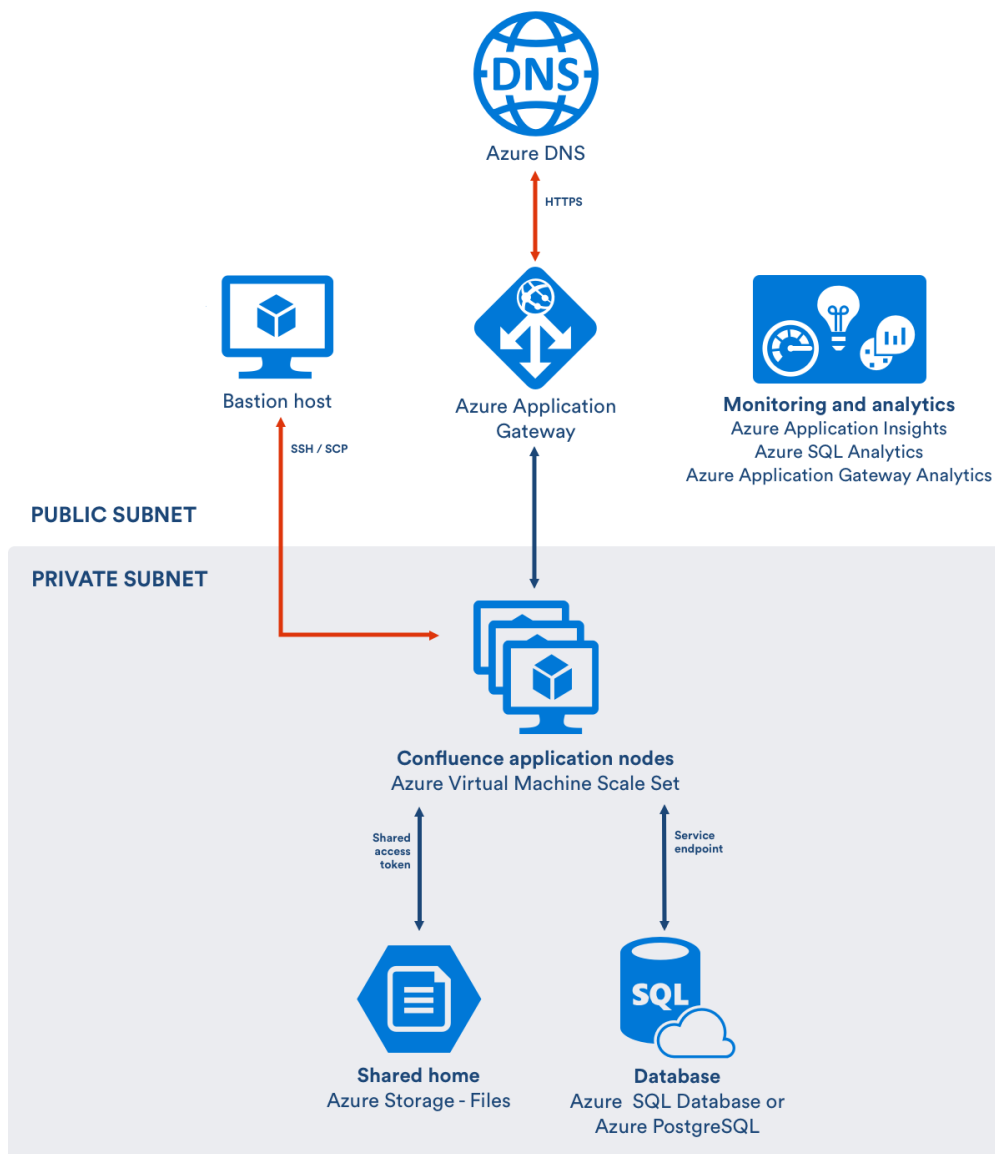 DNS
Azure DNS
HTTPS
Bastion host
SSH / SCP
Azure Application
Gateway
Monitoring and analytics
Azure Application Insights
Azure SQL Analytics
Azure Application Gateway Analytics
PUBLIC SUBNET
PRIVATE SUBNET
Confluence application nodes
Azure Virtual Machine Scale Set
Shared
access
token
Service
endpoint
Shared home
Azure Storage - Files
SQL
Database
Azure SQL Database or
Azure PostgreSQL